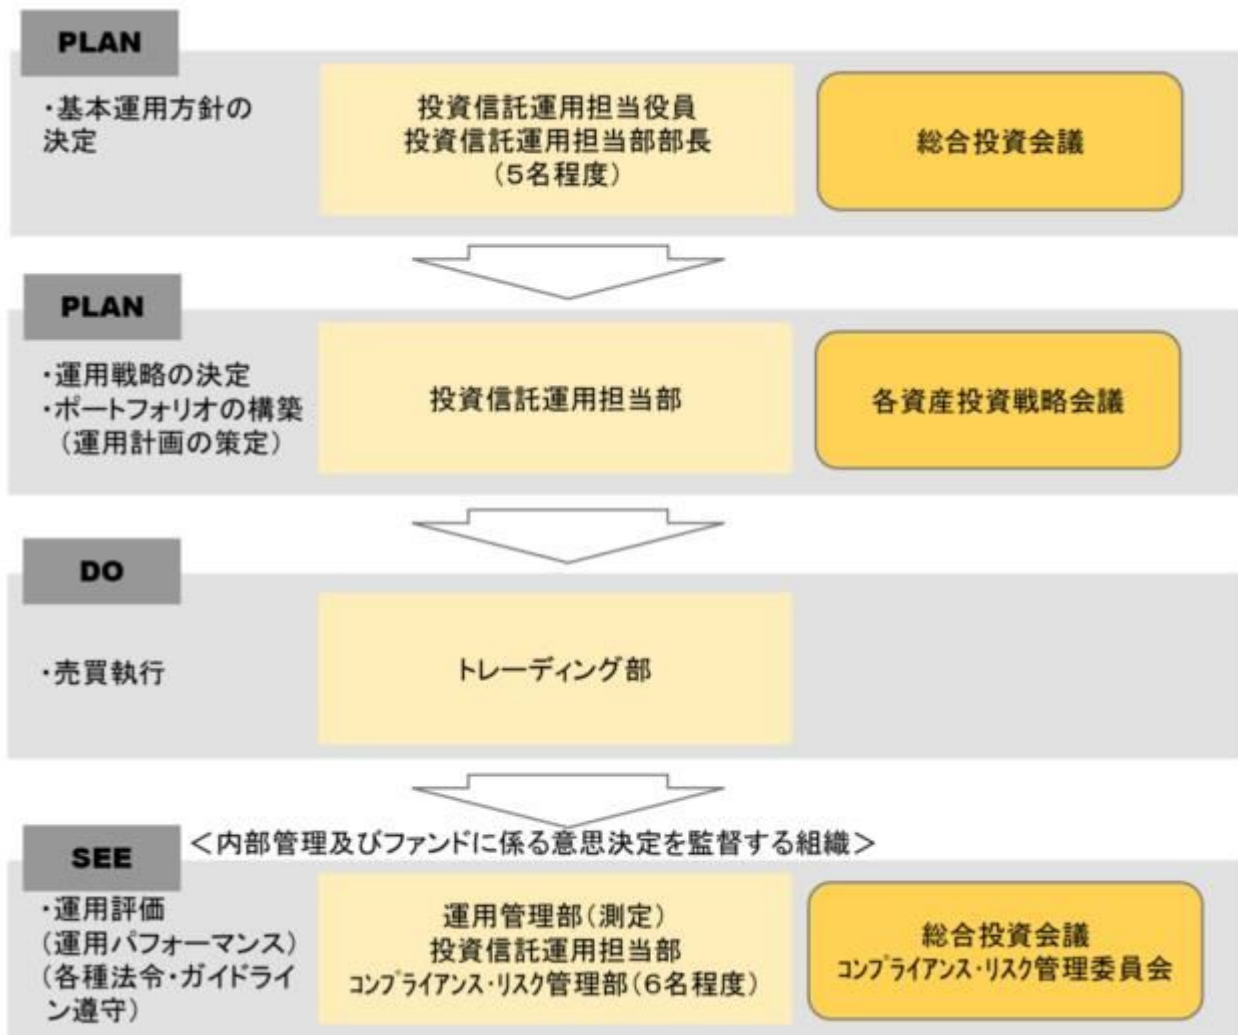 PLAN
・基本運用方針の
決定
投資信託運用担当役員
投資信託運用担当部部長
(5名程度)
総合投資会議
PLAN
・運用戦略の決定
・ポートフォリオの構築
(運用計画の策定)
投資信託運用担当部
各資産投資戦略会議
DO
・売買執行
トレーディング部
SEE
＜内部管理及びファンドに係る意思決定を監督する組織＞
・運用評価
(運用パフォーマンス)
(各種法令・ガイドライ
ン遵守)
運用管理部(測定)
投資信託運用担当部
ｺﾝﾌﾟﾗｲｱﾝｽ・ﾘｽｸ管理部(6名程度)
総合投資会議
ｺﾝﾌﾟﾗｲｱﾝｽ・ﾘｽｸ管理委員会